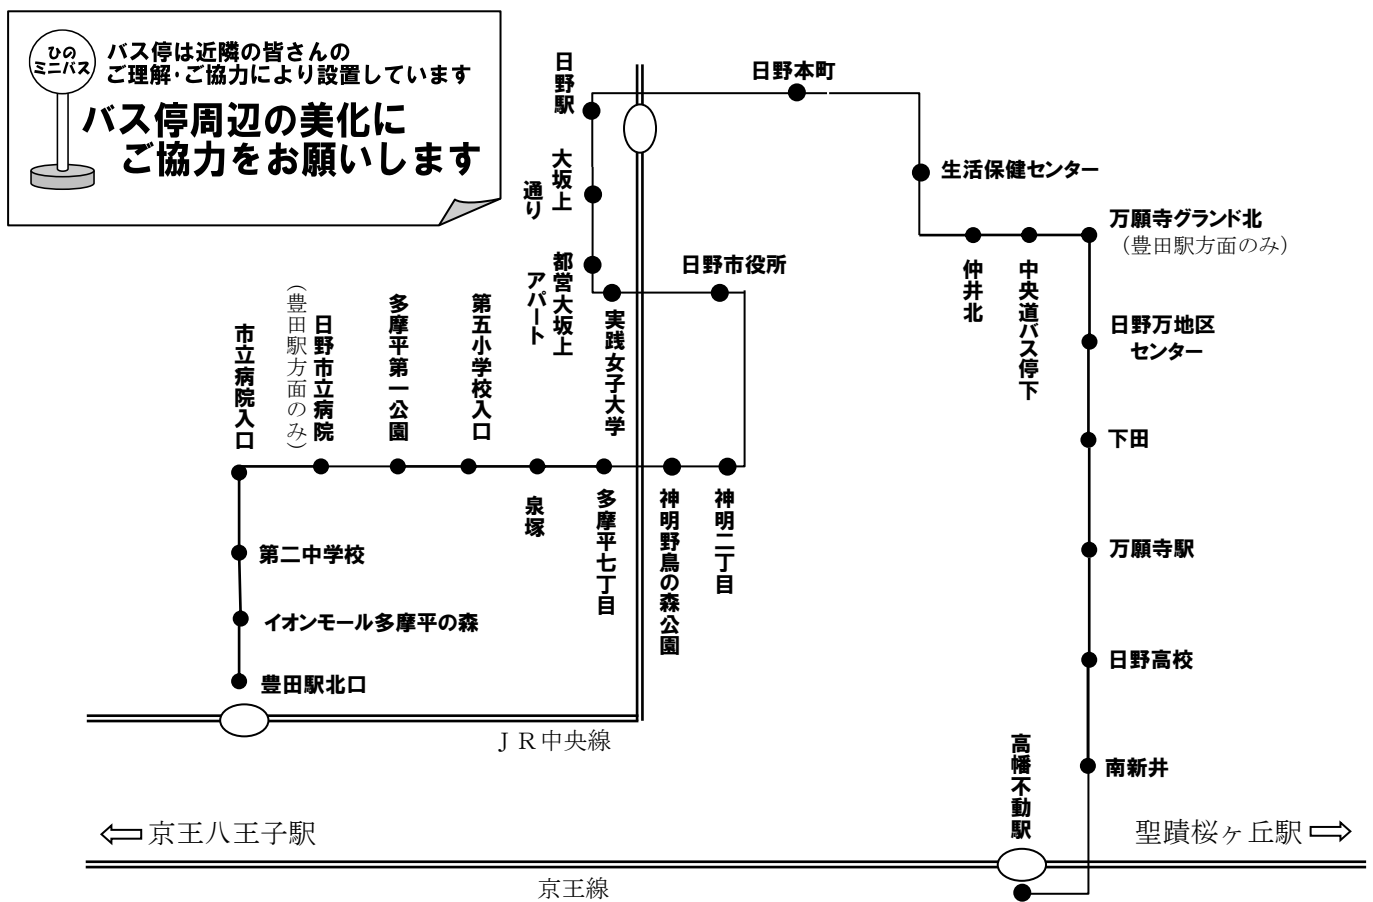 ひの
ミニバス
バス停は近隣の皆さんの
ご理解･ご協力により設置しています
バス停周辺の美化に
ご協力をお願いします
日野駅
日野本町
大坂上
通り
生活保健センター
万願寺グランド北
（豊田駅方面のみ）
仲井北
中央道バス停下
都営大坂上
アパート
日野市役所
実践女子大学
日野万地区
センター
市立病院入口
日野市立病院
（豊田駅方面のみ）
多摩平第一公園
第五小学校入口
泉塚
多摩平七丁目
神明野鳥の森公園
神明二丁目
下田
第二中学校
万願寺駅
イオンモール多摩平の森
日野高校
豊田駅北口
ＪＲ中央線
高幡不動駅
南新井
京王八王子駅
聖蹟桜ヶ丘駅
京王線